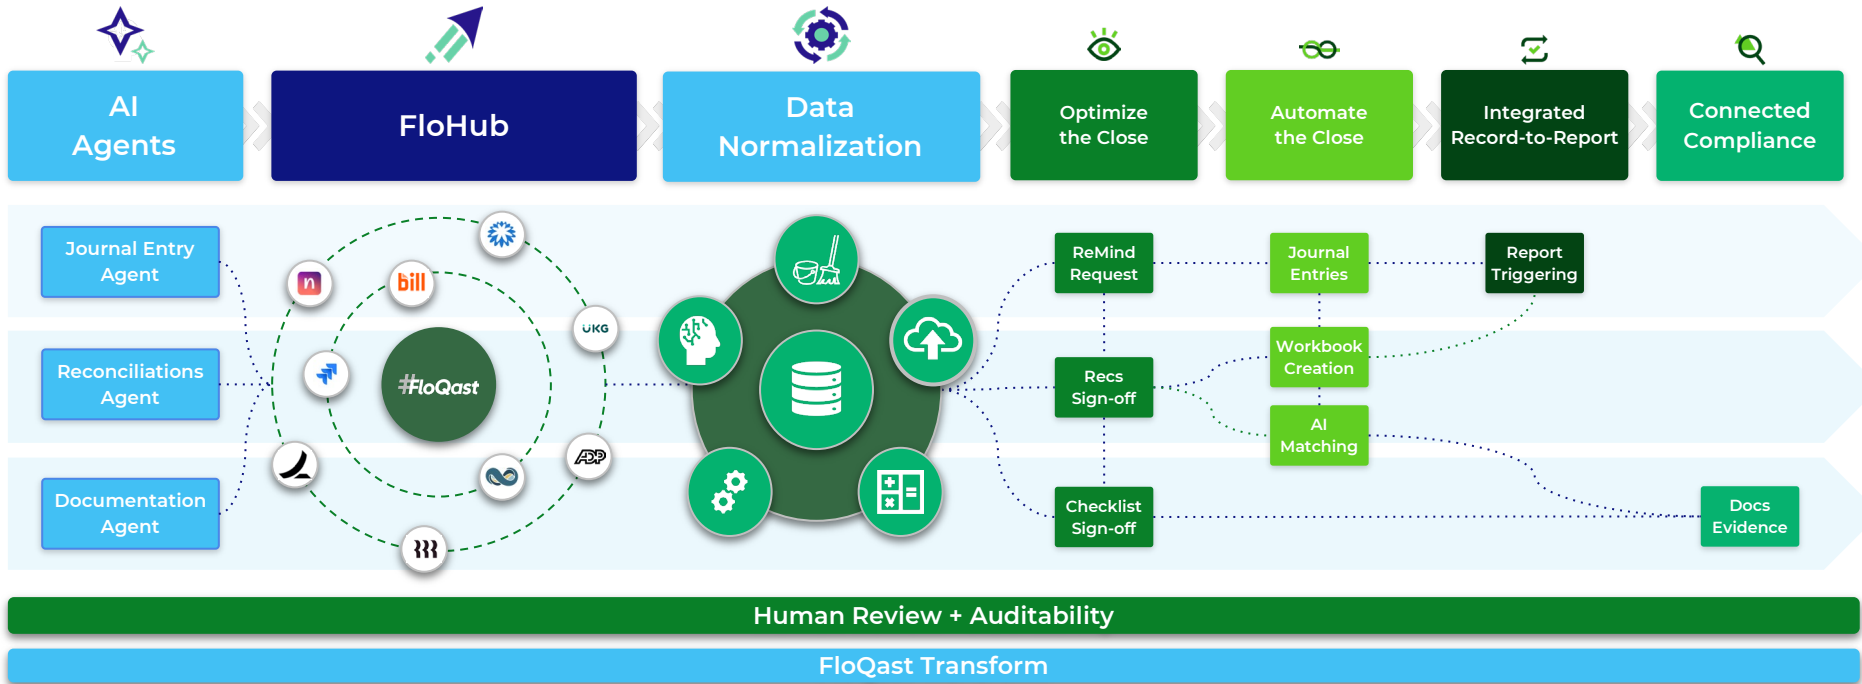 AI
Agents
FloHub
Data
Normalization
Optimize
the Close
Automate
the Close
Integrated
Record-to-Report
Connected
Compliance
Journal Entry
Agent
Reconciliations
Agent
Documentation
Agent
n
bill
UKG
#FloQast
ADP
ReMind
Request
Recs
Sign-off
Checklist
Sign-off
Journal
Entries
Workbook
Creation
AI
Matching
Report
Triggering
Docs
Evidence
Human Review + Auditability
FloQast Transform